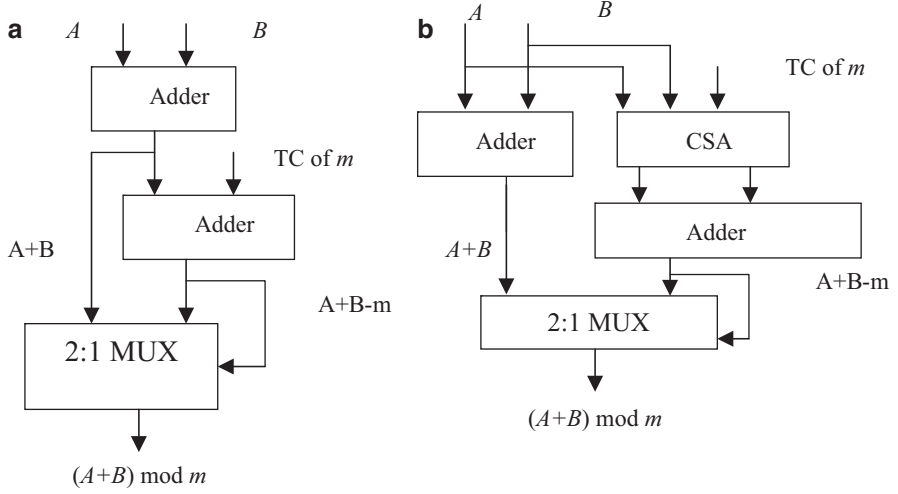 a
A
B
Adder
TC of m
Adder
A+B
A+B-m
2:1 MUX
(A+B) mod m
b
A
B
TC of m
Adder
CSA
Adder
A+B
A+B-m
2:1 MUX
(A+B) mod m